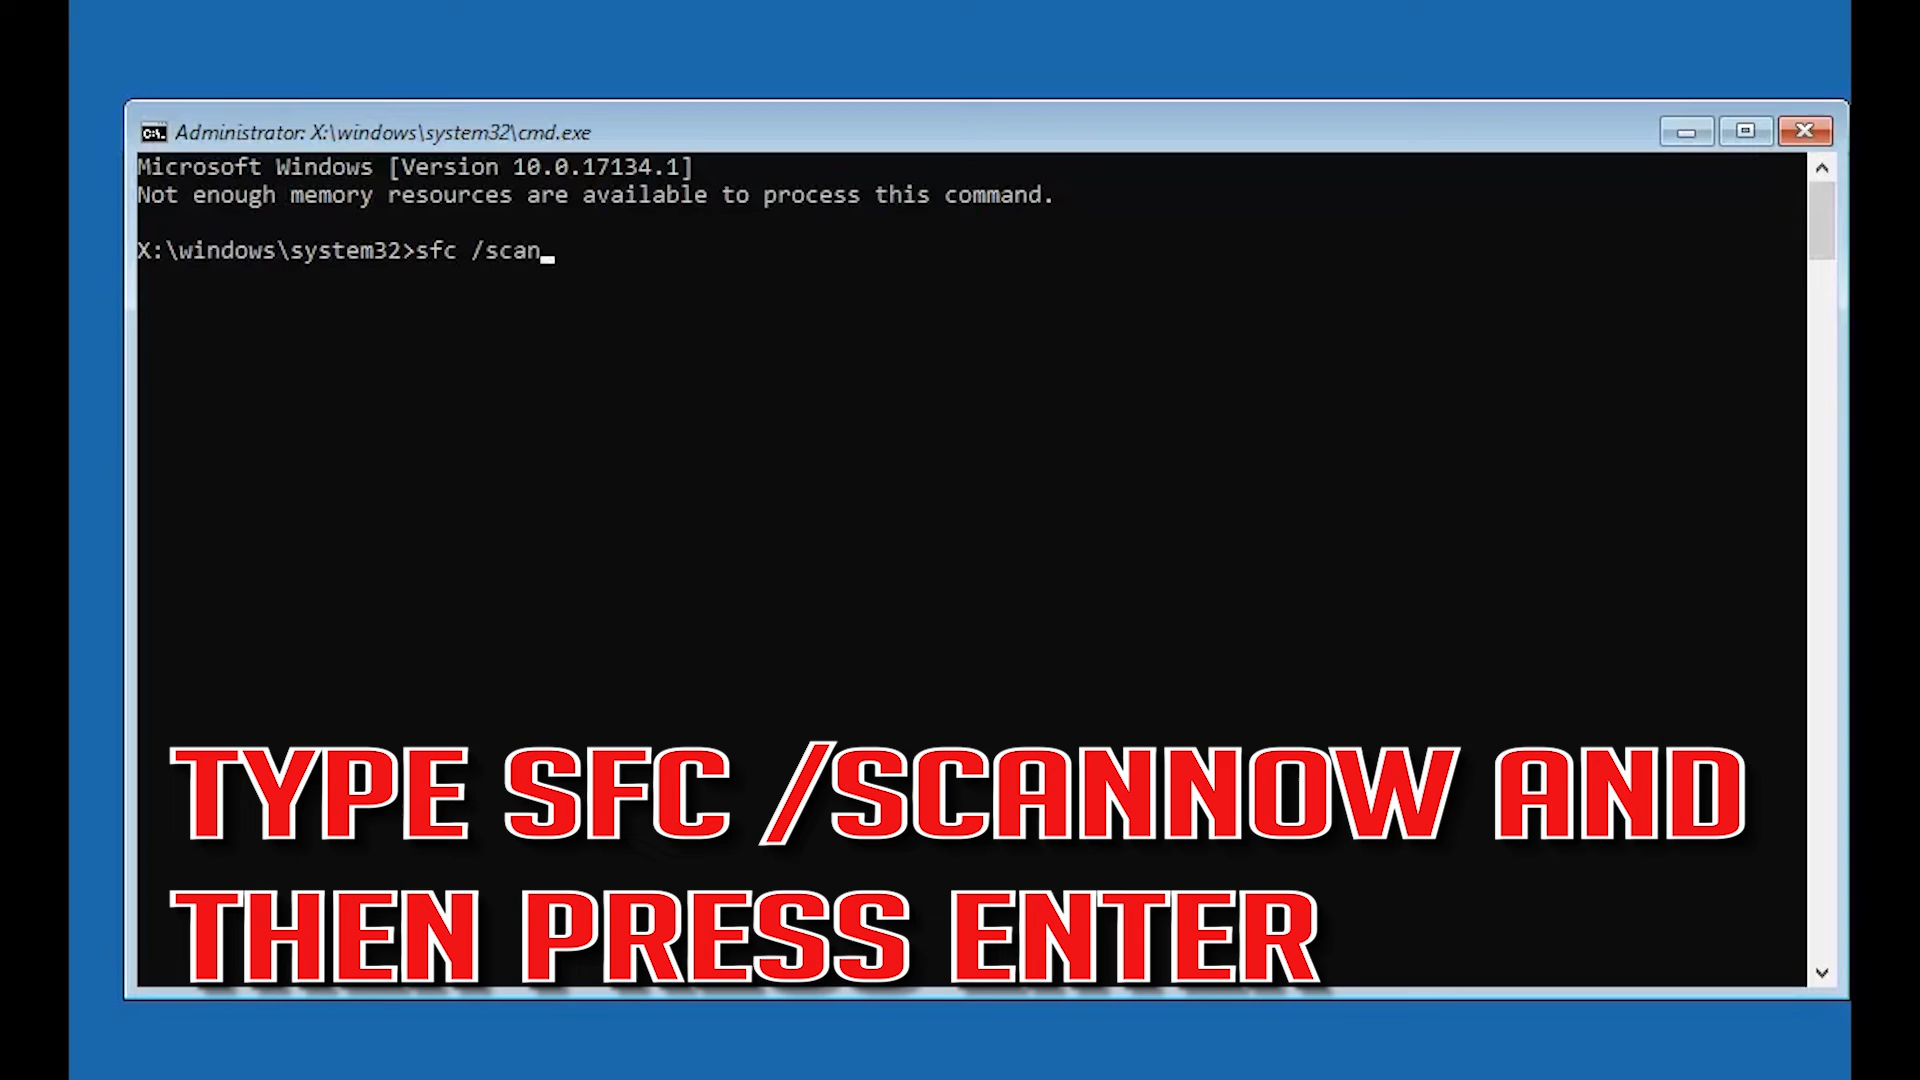 Administrator: X:\windows\system32\cmd.exe
Microsoft Windows [Version 10.0.17134.1]
Not enough memory resources are available to process this command.
X:\windows\system32>sfc /scan
TYPE SFC /SCANNOW AND
THEN PRESS ENTER